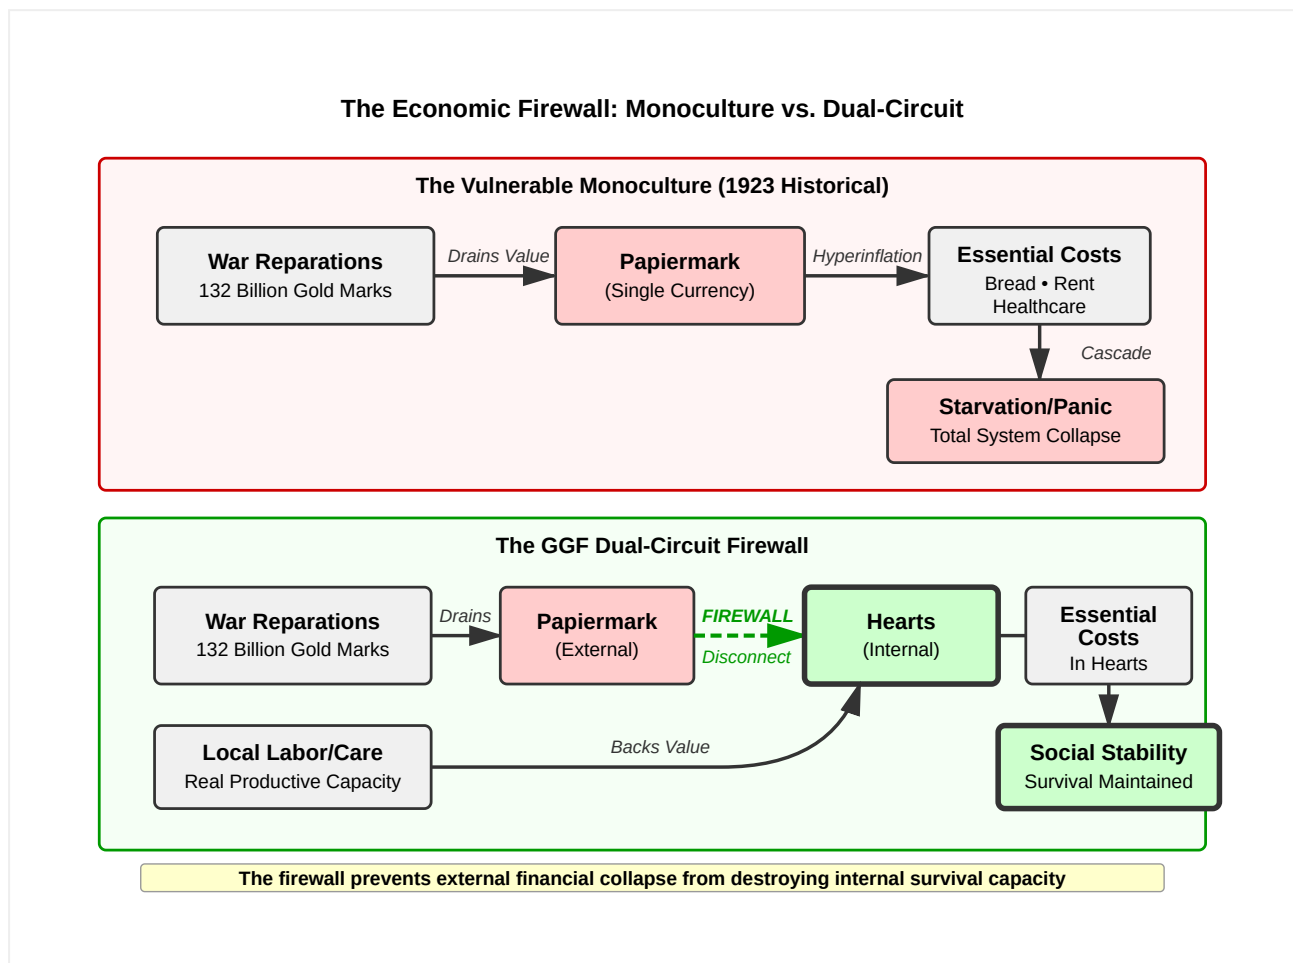 The Economic Firewall: Monoculture vs. Dual-Circuit
The Vulnerable Monoculture (1923 Historical)
War Reparations
132 Billion Gold Marks
Drains Value
Papiermark
(Single Currency)
Hyperinflation
Essential Costs
Bread • Rent
Healthcare
Cascade
Starvation/Panic
Total System Collapse
The GGF Dual-Circuit Firewall
War Reparations
132 Billion Gold Marks
Drains
Papiermark
(External)
FIREWALL
Disconnect
Hearts
(Internal)
Essential
Costs
In Hearts
Local Labor/Care
Real Productive Capacity
Backs Value
Social Stability
Survival Maintained
The firewall prevents external financial collapse from destroying internal survival capacity